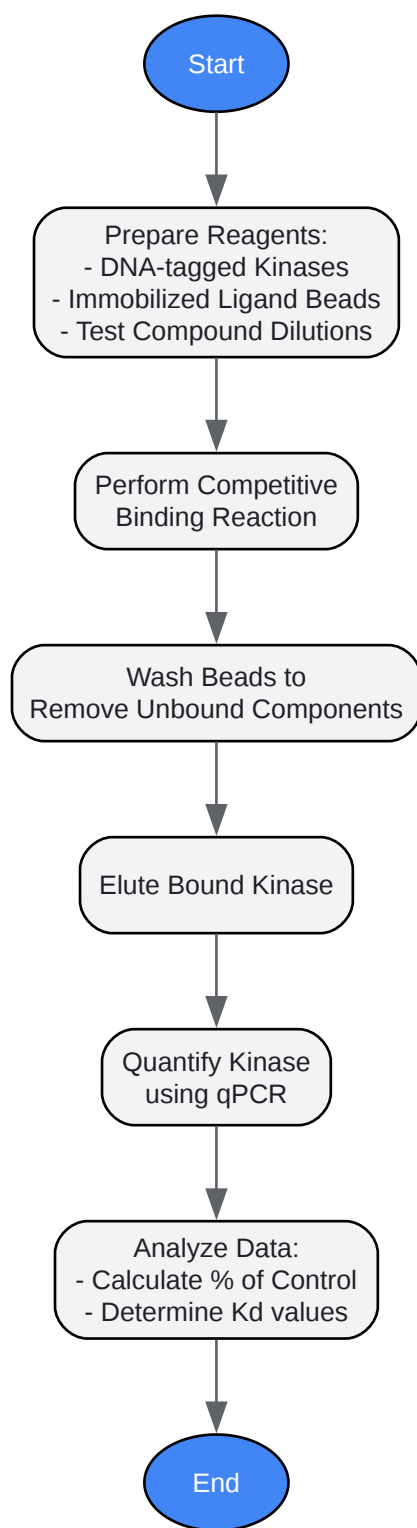 Start
Prepare Reagents:
- DNA-tagged Kinases
- Immobilized Ligand Beads
- Test Compound Dilutions
Perform Competitive
Binding Reaction
Wash Beads to
Remove Unbound Components
Elute Bound Kinase
Quantify Kinase
using qPCR
Analyze Data:
- Calculate % of Control
- Determine Kd values
End